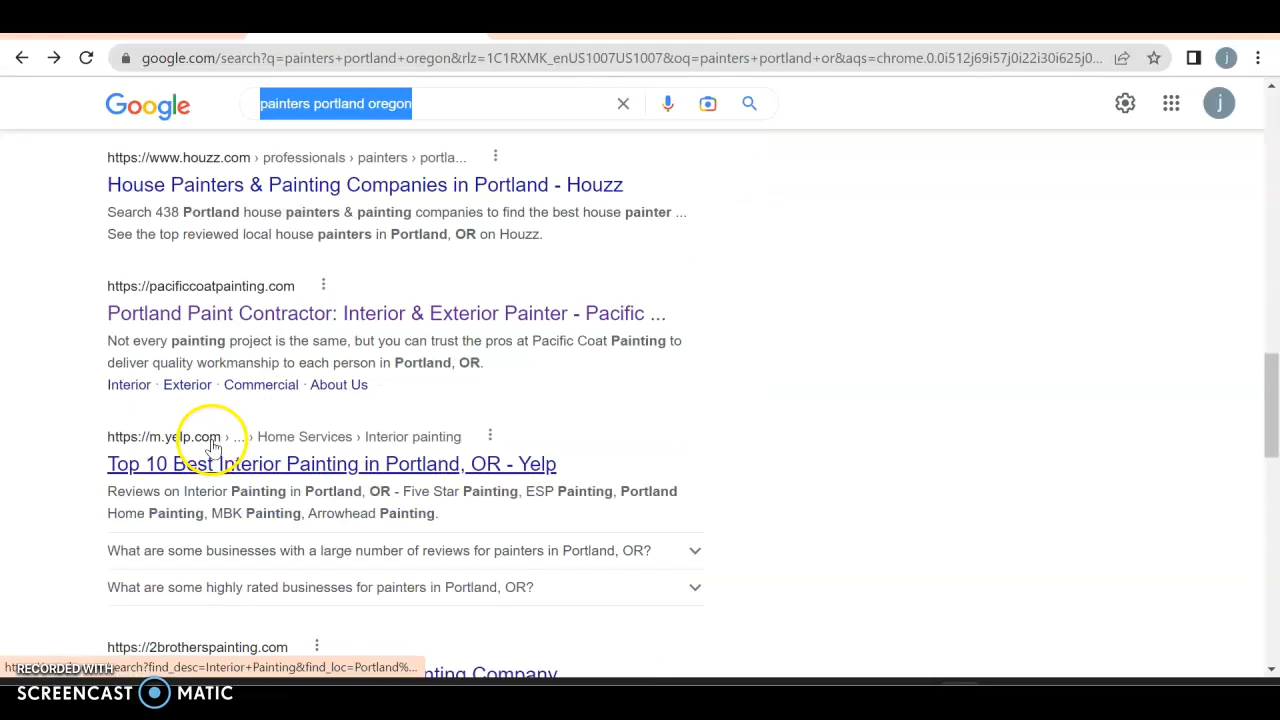 google.com/search?q=painters+portland+oregon&rlz=1C1RXMK_enUS1007US1007&oq=painters+portland+or&aqs=chrome.0.0i512j69i57j0i22i30i625j0...
Google
painters portland oregon
j
j
https://www.houzz.com › professionals › painters › portla...
House Painters & Painting Companies in Portland - Houzz
Search 438 Portland house painters & painting companies to find the best house painter ...
See the top reviewed local house painters in Portland, OR on Houzz.
https://pacificcoatpainting.com
Portland Paint Contractor: Interior & Exterior Painter - Pacific ...
Not every painting project is the same, but you can trust the pros at Pacific Coat Painting to
deliver quality workmanship to each person in Portland, OR.
Interior · Exterior · Commercial · About Us
https://m.yelp.com › ... › Home Services › Interior painting
Top 10 Best Interior Painting in Portland, OR - Yelp
Reviews on Interior Painting in Portland, OR - Five Star Painting, ESP Painting, Portland
Home Painting, MBK Painting, Arrowhead Painting.
What are some businesses with a large number of reviews for painters in Portland, OR?
What are some highly rated businesses for painters in Portland, OR?
https://2brotherspainting.com
earch?find_desc=Interior+Painting&find_loc=Portland%...
Painting Company
RECORDED WITH
SCREENCAST MATIC